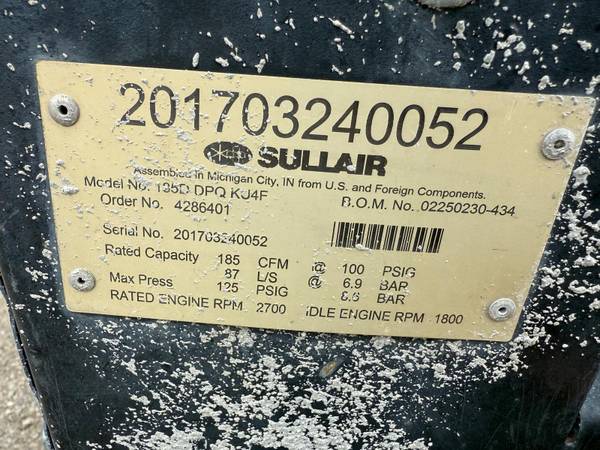 201703240052
SULLAIR
Assembled in Michigan City, IN from U.S. and Foreign Components.
Model No. 185D DPQ KU4F
Order No. 4286401 B.O.M. No. 02250230-434
Serial No. 201703240052
Rated Capacity 185 CFM @ 100 PSIG
87 L/S @ 6.9 BAR
Max Press 125 PSIG 8.6 BAR
RATED ENGINE RPM 2700 IDLE ENGINE RPM 1800